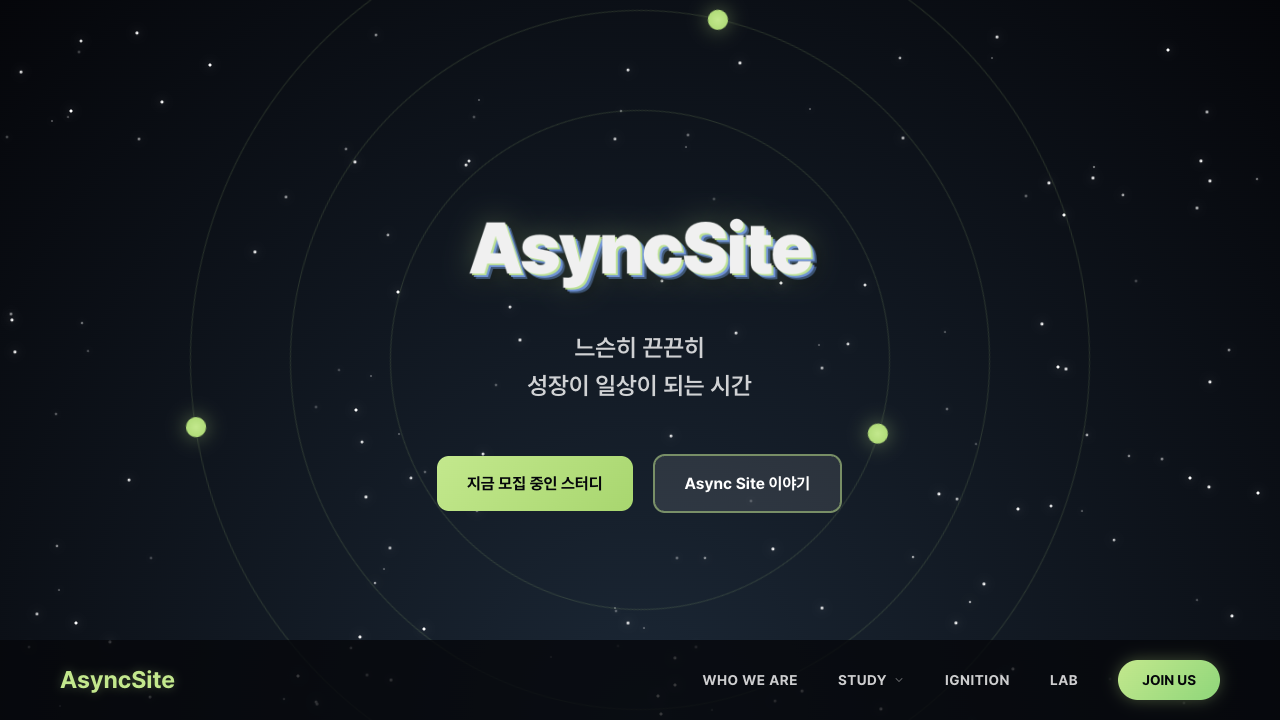 AsyncSite
느슨히 끈끈히
성장이 일상이 되는 시간
지금 모집 중인 스터디
Async Site 이야기
AsyncSite
WHO WE ARE
STUDY
IGNITION
LAB
JOIN US